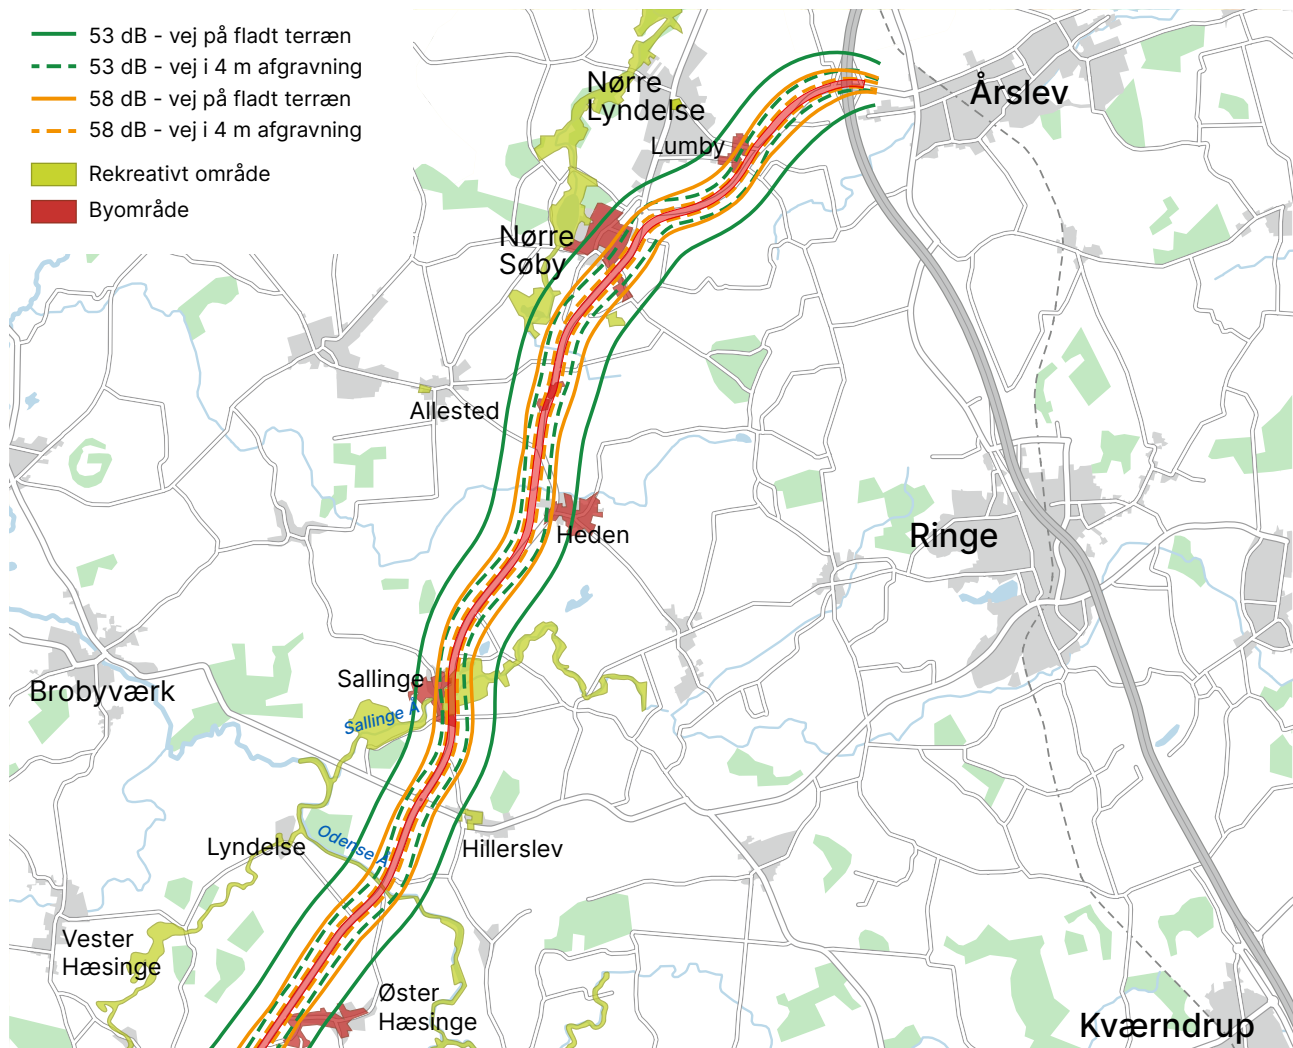 53 dB - vej på fladt terræn
53 dB - vej i 4 m afgravning
58 dB - vej på fladt terræn
58 dB - vej i 4 m afgravning
Rekreativt område
Byområde
Nørre
Lyndelse
Årslev
Lumby
Nørre
Søby
Allested
Heden
Ringe
Sallinge
Brobyværk
Sallinge Å
Odense Å
Lyndelse
Hillerslev
Vester
Hæsinge
Øster
Hæsinge
Kværndrup